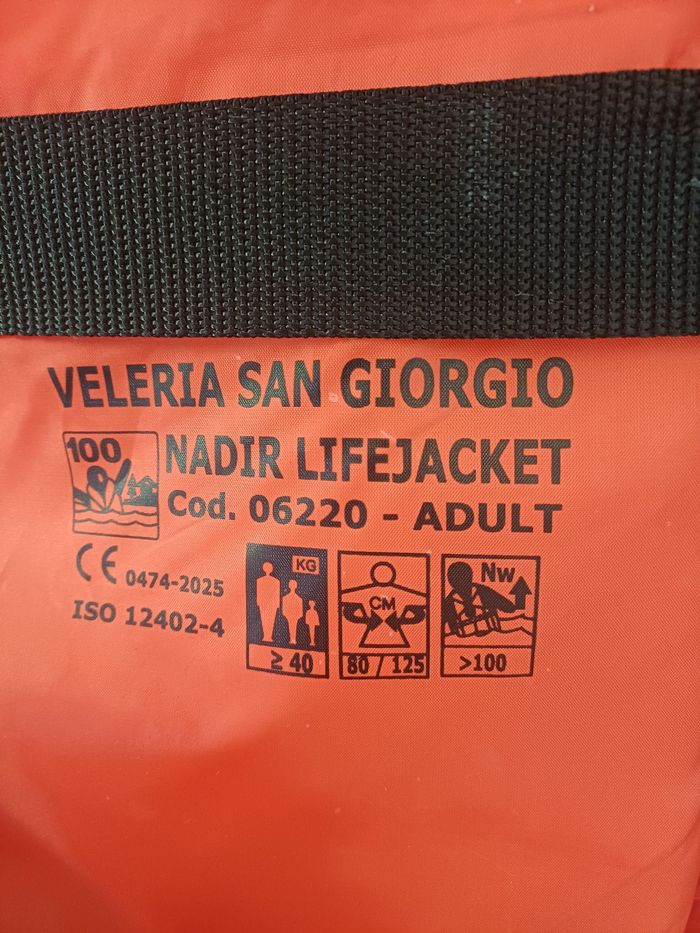 VELERIA SAN GIORGIO
100
NADIR LIFEJACKET
Cod. 06220 - ADULT
CE 0474-2025
ISO 12402-4
KG
≥ 40
CM
80 / 125
Nw
>100